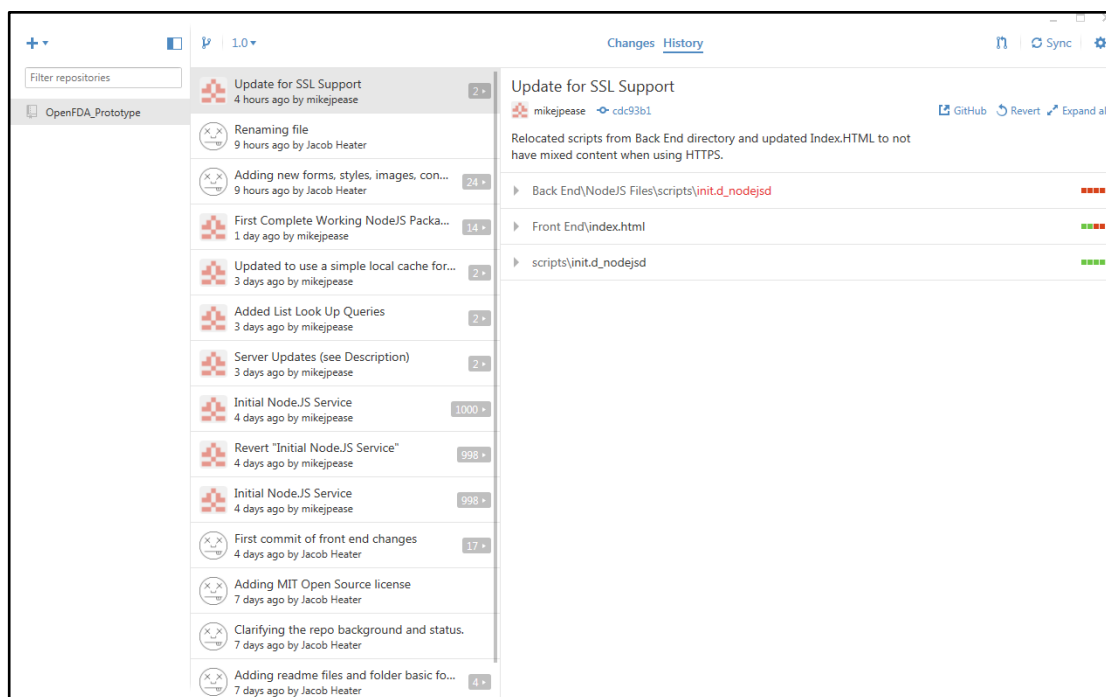 1.0
Changes History
Sync
Filter repositories
OpenFDA_Prototype
Update for SSL Support
4 hours ago by mikejpease
2
Renaming file
9 hours ago by Jacob Heater
Adding new forms, styles, images, con...
9 hours ago by Jacob Heater
24
First Complete Working NodeJS Packa...
1 day ago by mikejpease
14
Updated to use a simple local cache for...
3 days ago by mikejpease
2
Added List Look Up Queries
3 days ago by mikejpease
2
Server Updates (see Description)
3 days ago by mikejpease
2
Initial Node.JS Service
4 days ago by mikejpease
1000
Revert "Initial Node.JS Service"
4 days ago by mikejpease
998
Initial Node.JS Service
4 days ago by mikejpease
998
First commit of front end changes
4 days ago by Jacob Heater
17
Adding MIT Open Source license
7 days ago by Jacob Heater
Clarifying the repo background and status.
7 days ago by Jacob Heater
Adding readme files and folder basic fo...
7 days ago by Jacob Heater
4
Update for SSL Support
mikejpease cdc93b1
GitHub Revert Expand al
Relocated scripts from Back End directory and updated Index.HTML to not
have mixed content when using HTTPS.
Back End\NodeJS Files\scripts\init.d_nodejsd
Front End\index.html
scripts\init.d_nodejsd